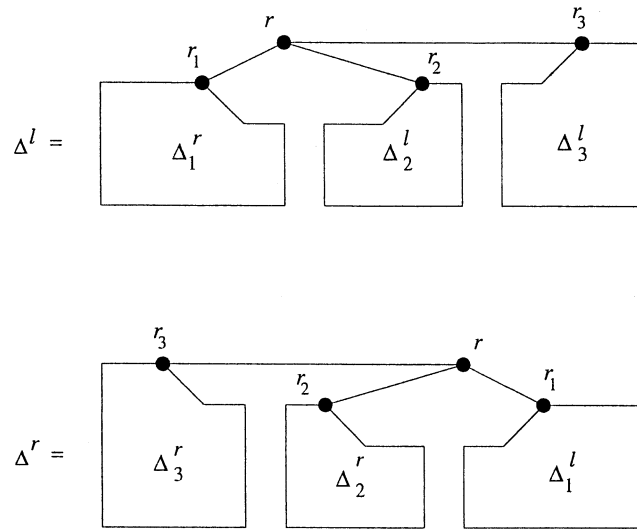 r r₃
r₁ r₂
Δˡ = Δ₁ʳ Δ₂ˡ Δ₃ˡ
r₃ r
r₂ r₁
Δʳ = Δ₃ʳ Δ₂ʳ Δ₁ˡ